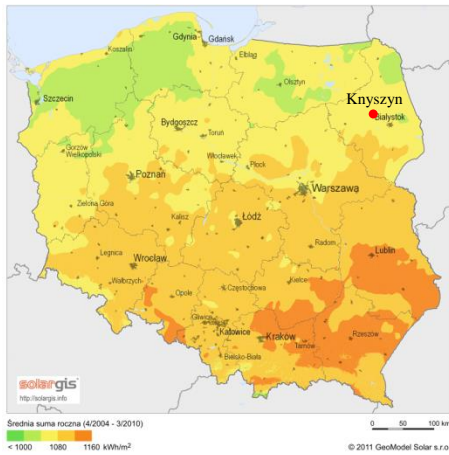 Gdynia
Gdańsk
Koszalin
Elbląg
Knyszyn
Olsztyn
Szczecin
Białystok
Bydgoszcz
Toruń
Gorzów
Wielkopolski
Włocławek
Płock
Poznań
Warszawa
Zielona Góra
Kalisz
Łódź
Legnica
Radom
Lublin
Wrocław
Wałbrzych
Opole
Częstochowa
Kielce
Gliwice
Katowice
Kraków
Tarnów
Rzeszów
Bielsko-Biała
solargis
http://solargis.info
Średnia suma roczna (4/2004 - 3/2010)
0 50 100 km
< 1000 1080 1160 kWh/m²
© 2011 GeoModel Solar s.r.o.